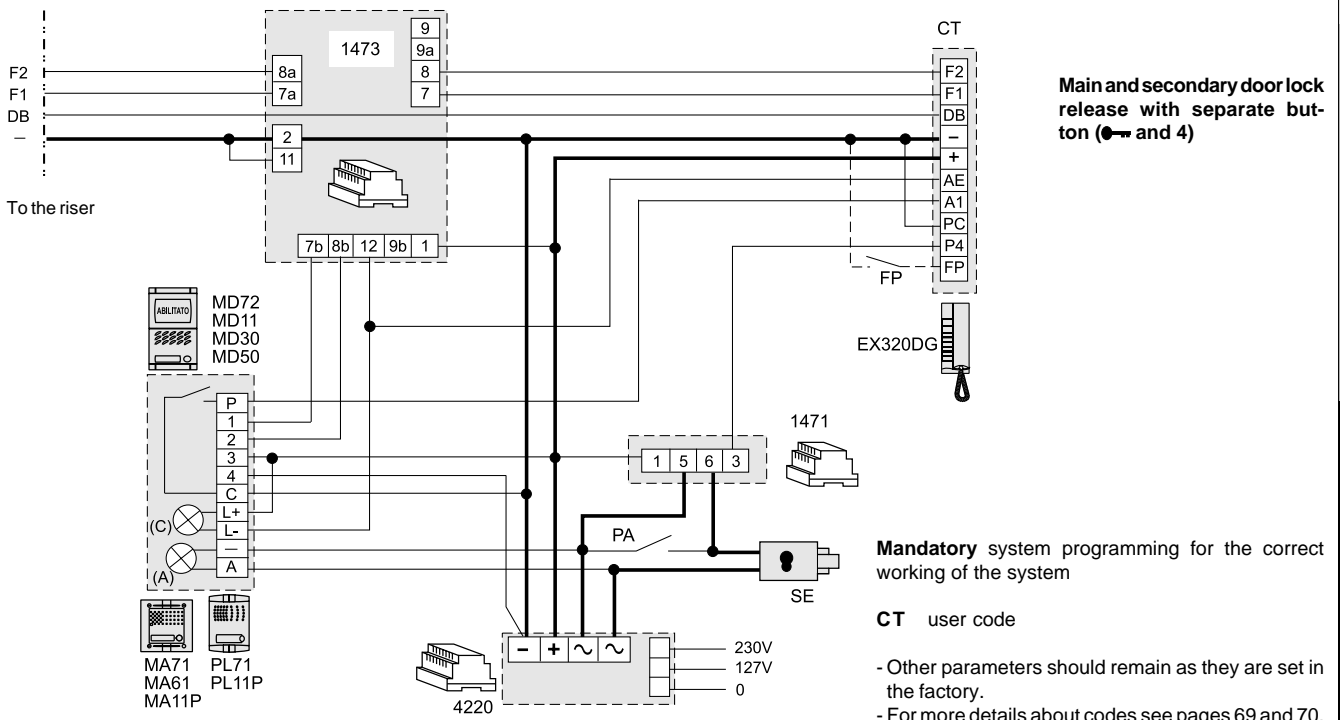 9
9a
8
7
1473
8a
7a
2
11
7b 8b 12 9b 1
F2
F1
DB
−
To the riser
CT
F2
F1
DB
−
+
AE
A1
PC
P4
FP
FP
EX320DG
Main and secondary door lock
release with separate but-
ton ( and 4)
ABILITATO
MD72
MD11
MD30
MD50
P
1
2
3
4
C
L+
L-
−
A
(C)
(A)
MA71
MA61
MA11P
PL71
PL11P
1471
1 5 6 3
PA
SE
− + ~ ~
230V
127V
0
4220
Mandatory system programming for the correct
working of the system
CT user code
- Other parameters should remain as they are set in
the factory.
- For more details about codes see pages 69 and 70.